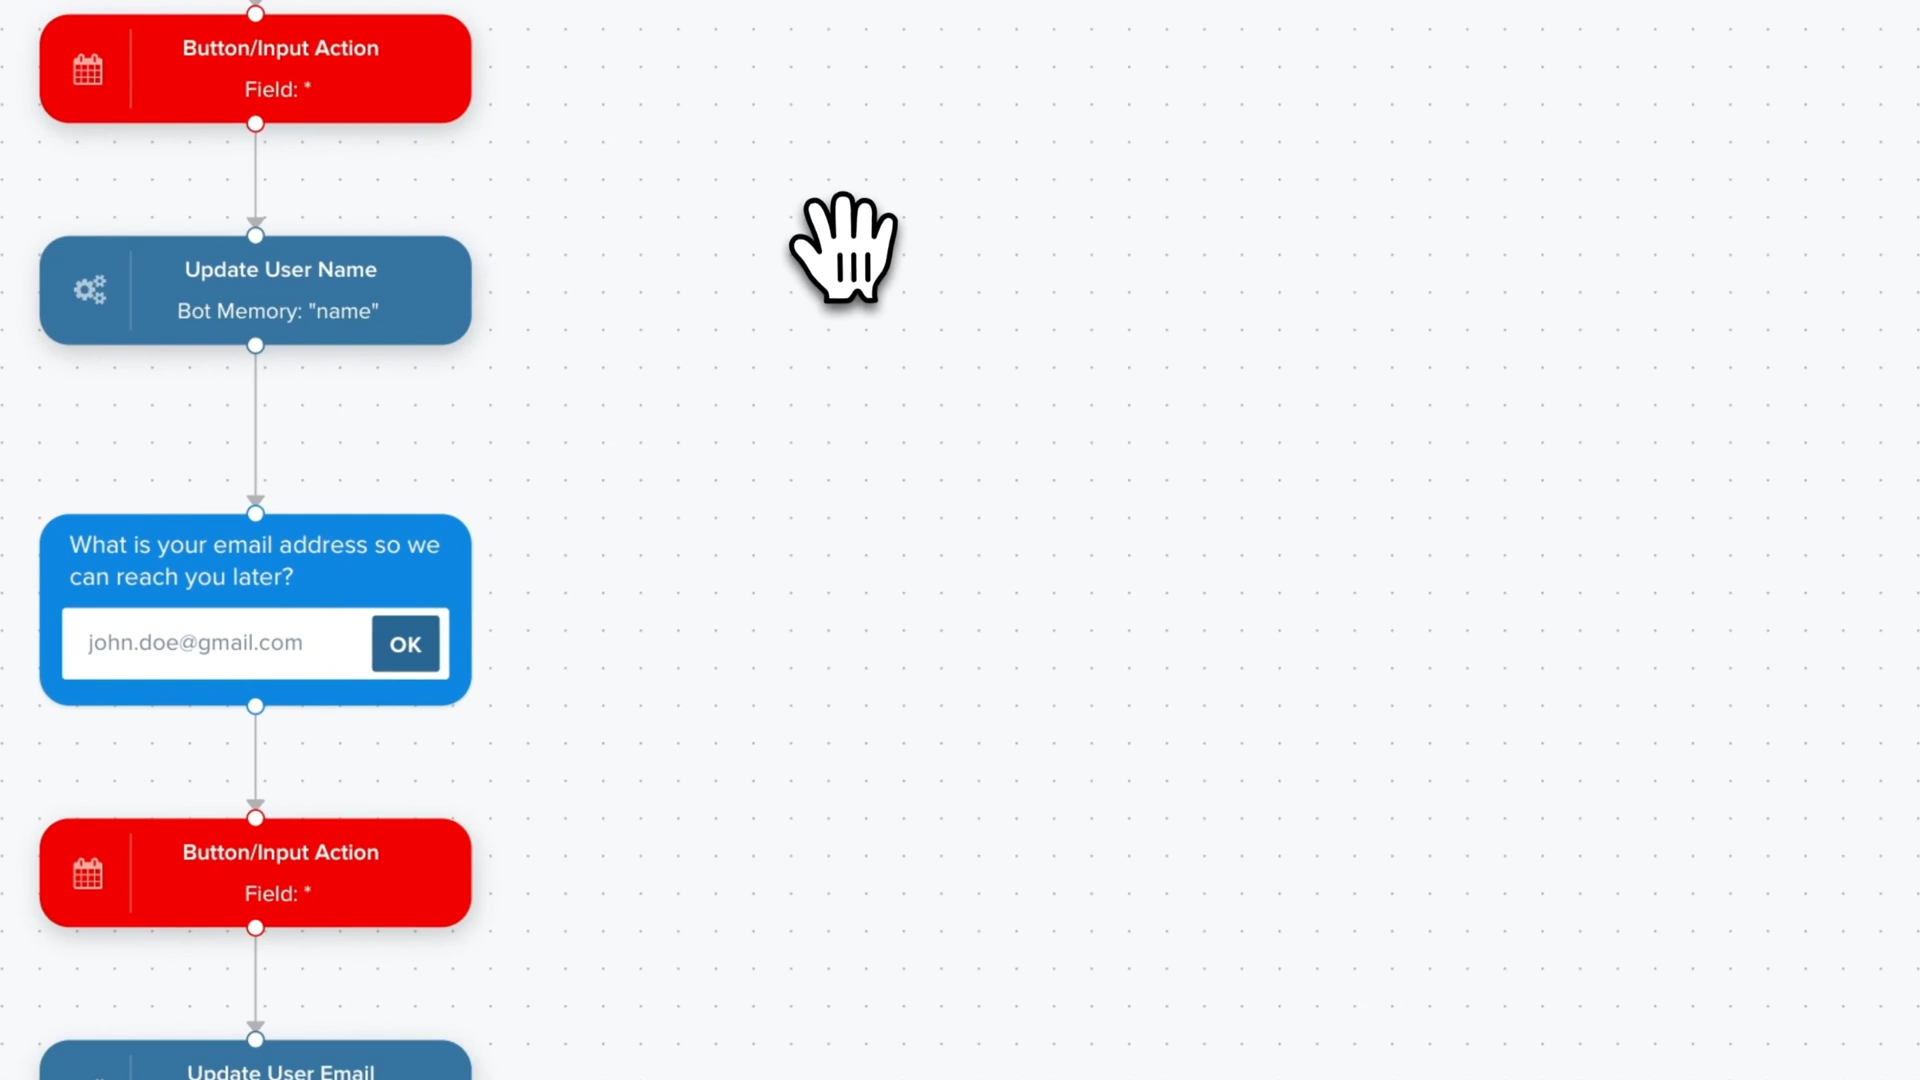 Button/Input Action
Field: *
Update User Name
Bot Memory: "name"
What is your email address so we
can reach you later?
john.doe@gmail.com
OK
Button/Input Action
Field: *
Update User Email